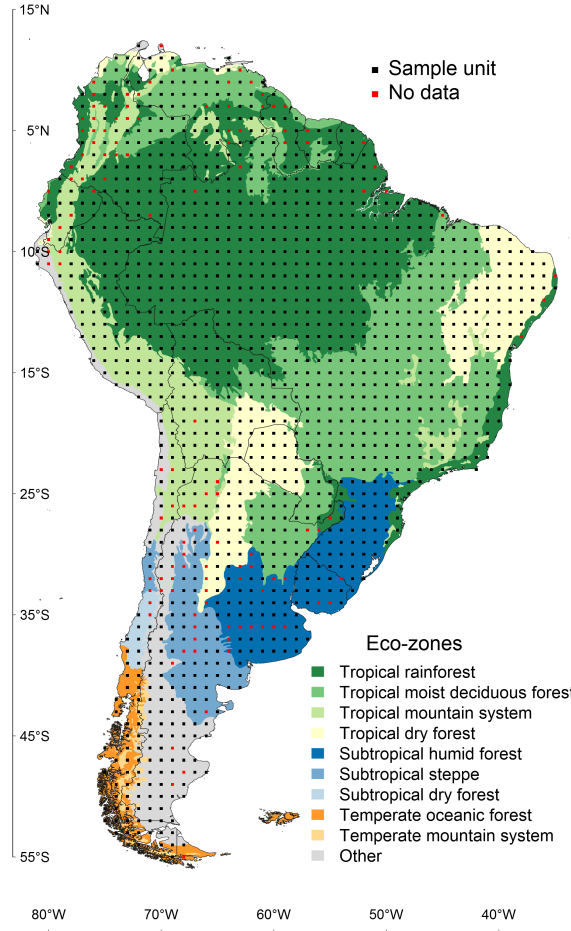 15°N
Sample unit
No data
5°N
10°S
15°S
25°S
35°S
Eco-zones
Tropical rainforest
Tropical moist deciduous forest
Tropical mountain system
Tropical dry forest
Subtropical humid forest
45°S
Subtropical steppe
Subtropical dry forest
Temperate oceanic forest
Temperate mountain system
Other
55°S
80°W
70°W
60°W
50°W
40°W